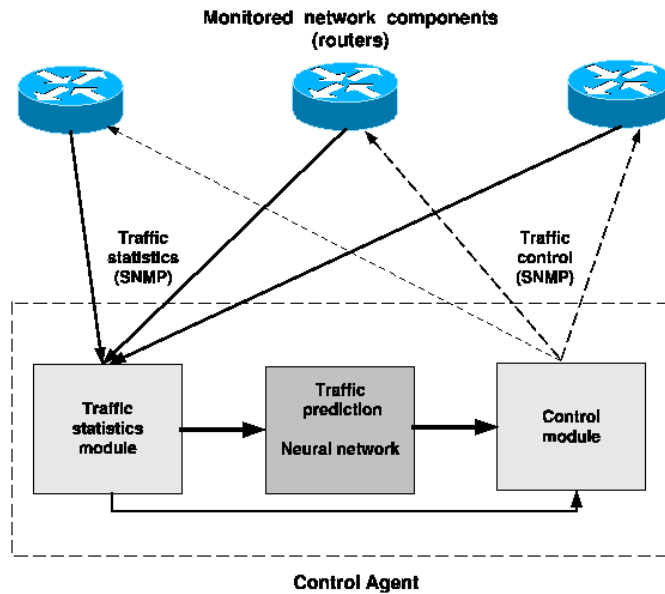 Monitored network components
(routers)
Traffic
statistics
(SNMP)
Traffic
control
(SNMP)
Traffic
statistics
module
Traffic
prediction
Neural network
Control
module
Control Agent